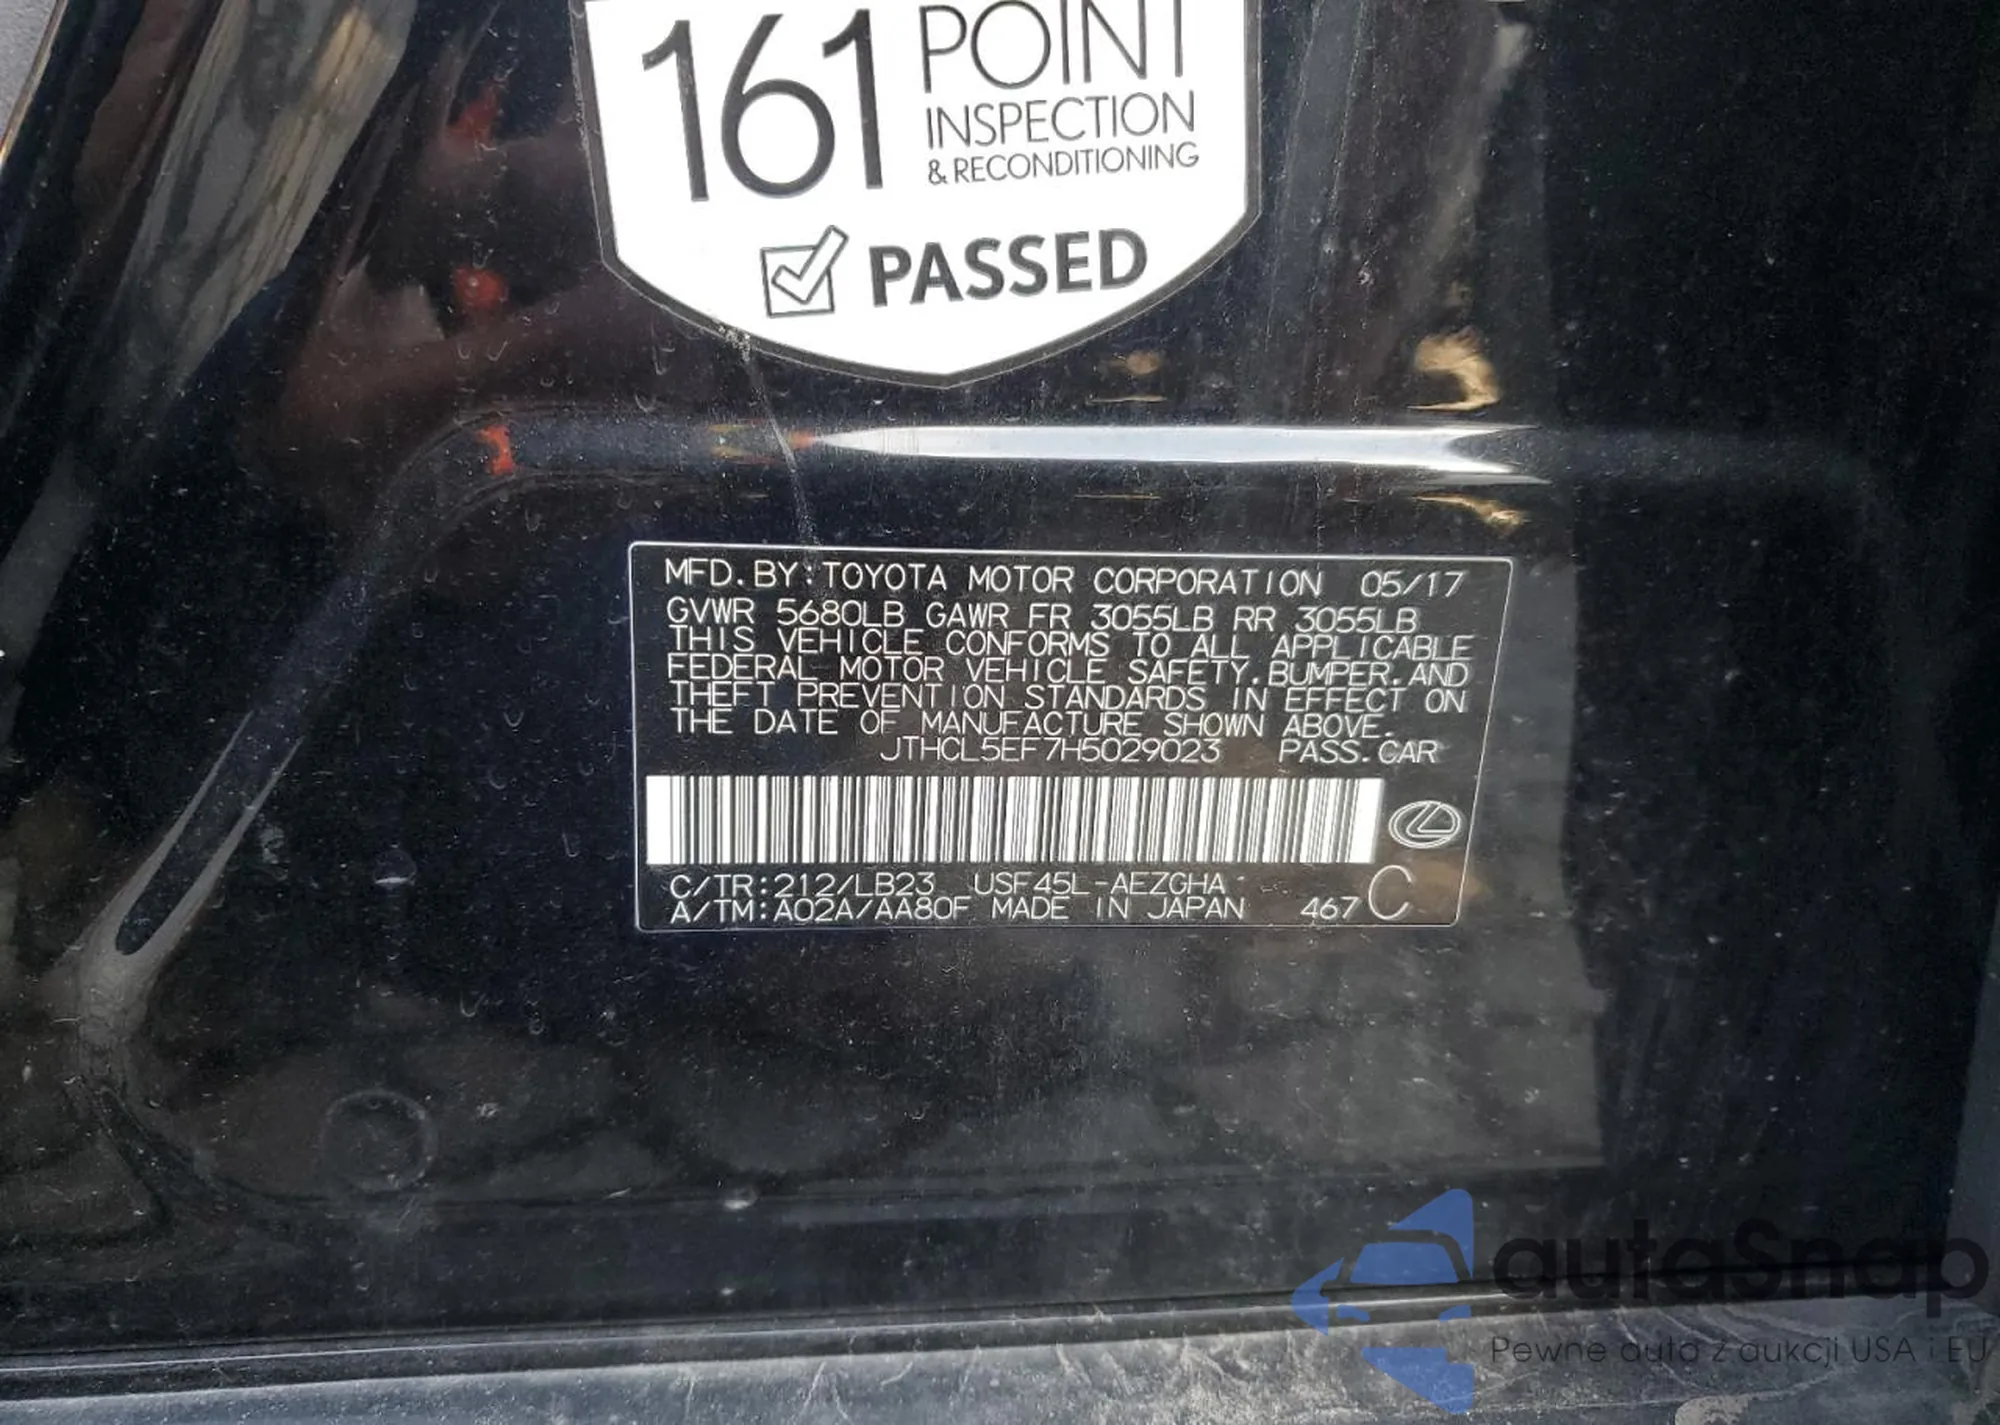 161 POINT
INSPECTION
& RECONDITIONING
PASSED
MFD. BY: TOYOTA MOTOR CORPORATION 05/17
GVWR 5680LB GAWR FR 3055LB RR 3055LB
THIS VEHICLE CONFORMS TO ALL APPLICABLE
FEDERAL MOTOR VEHICLE SAFETY, BUMPER, AND
THEFT PREVENTION STANDARDS IN EFFECT ON
THE DATE OF MANUFACTURE SHOWN ABOVE.
JTHCL5EF7H5029023 PASS. CAR
C/TR:212/LB23 USF45L-AEZGHA
A/TM:A02A/AA80F MADE IN JAPAN 467 C
autaSnap
Pewne auta z aukcji USA i EU